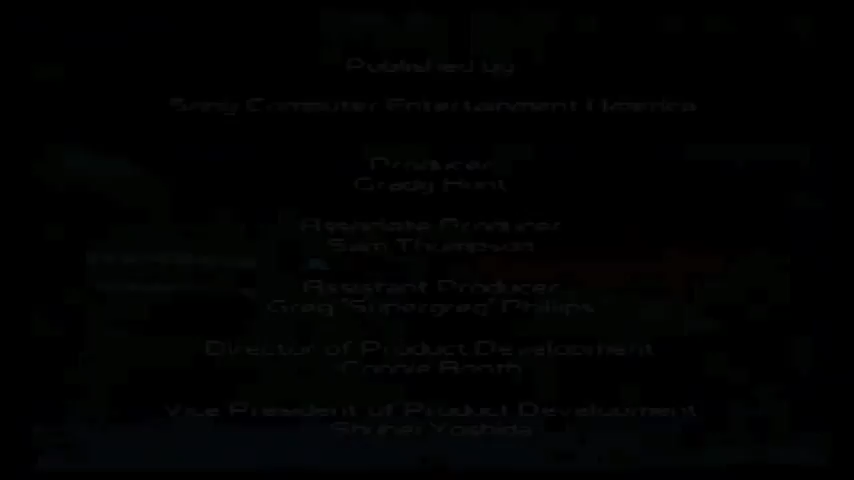 Published by
Sony Computer Entertainment America
Producer
Grady Hunt
Associate Producer
Sam Thompson
Assistant Producer
Greg "Supergreg" Phillips
Director of Product Development
Connie Booth
Vice President of Product Development
Shuhei Yoshida